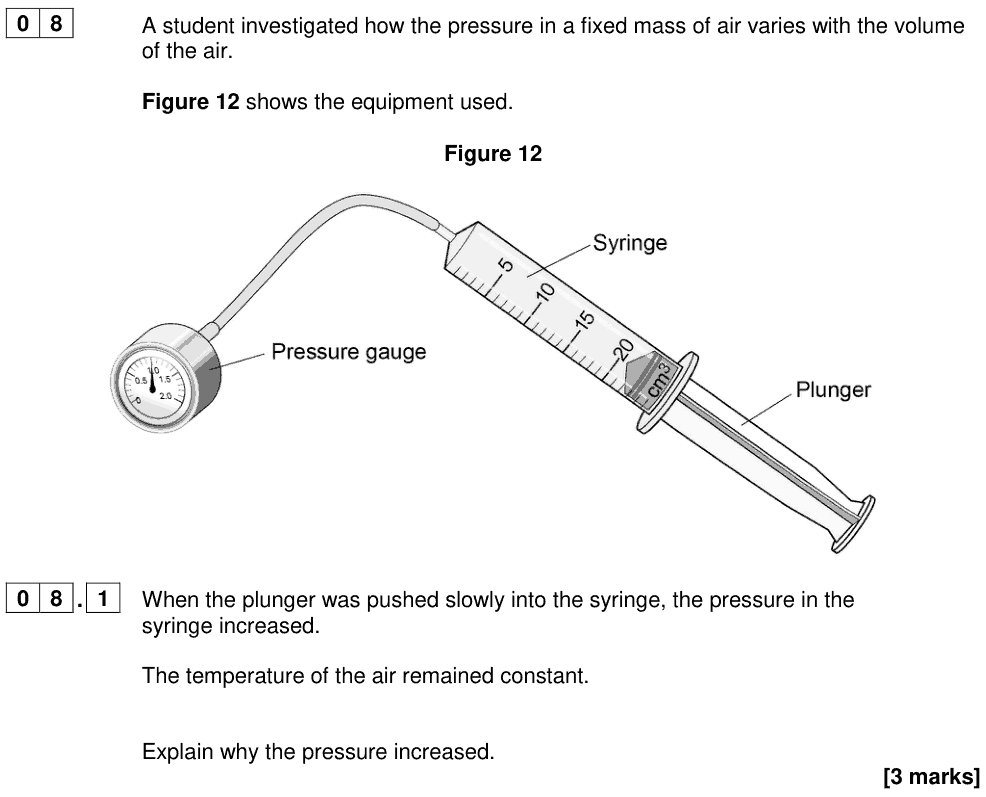 0 8 A student investigated how the pressure in a fixed mass of air varies with the volume
of the air.
Figure 12 shows the equipment used.
Figure 12
Syringe
5
10
15
20
cm³
Pressure gauge
0
0.5
1.0
1.5
2.0
Plunger
0 8 . 1 When the plunger was pushed slowly into the syringe, the pressure in the
syringe increased.
The temperature of the air remained constant.
Explain why the pressure increased.
[3 marks]